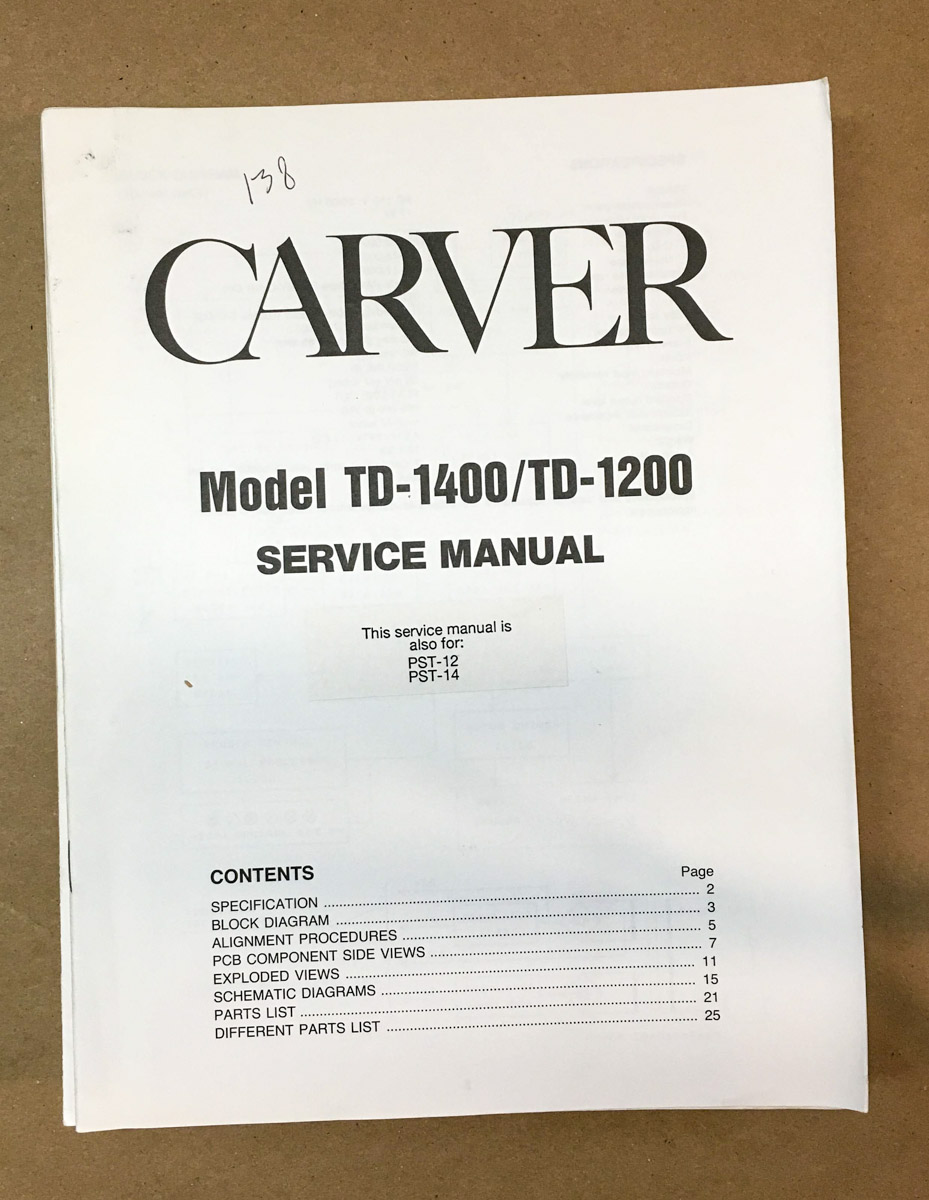 138
CARVER
Model TD-1400/TD-1200
SERVICE MANUAL
This service manual is
also for:
PST-12
PST-14
CONTENTS Page
SPECIFICATION ........ 2
BLOCK DIAGRAM ........ 3
ALIGNMENT PROCEDURES ........ 5
PCB COMPONENT SIDE VIEWS ........ 7
EXPLODED VIEWS ........ 11
SCHEMATIC DIAGRAMS ........ 15
PARTS LIST ........ 21
DIFFERENT PARTS LIST ........ 25